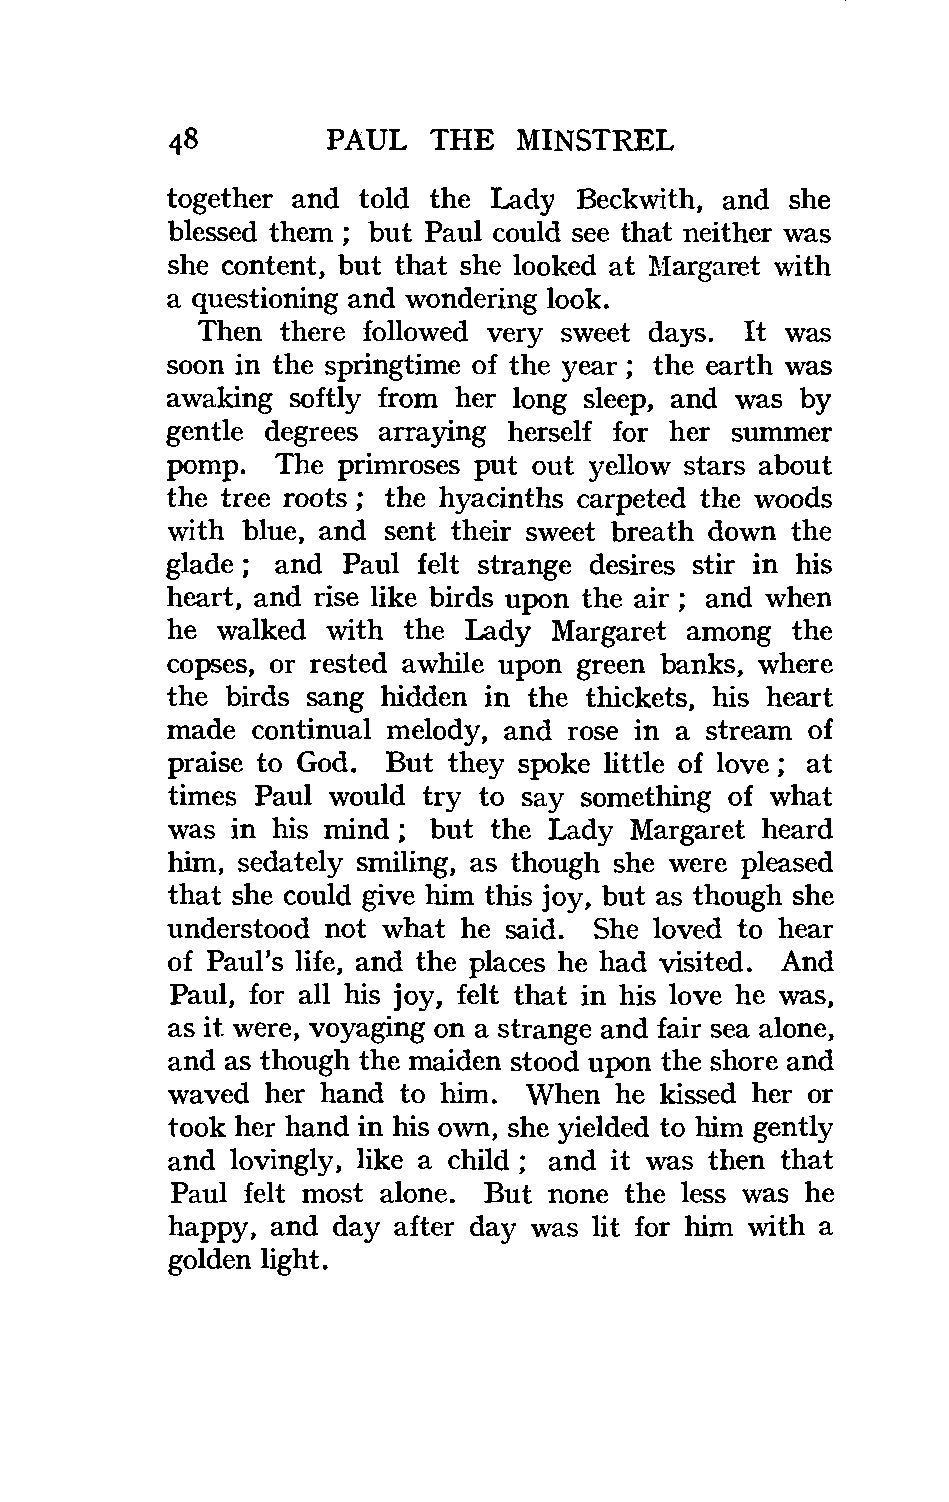 48 PAUL THE MINSTREL
together and told the Lady Beckwith, and she
blessed them ; but Paul could see that neither was
she content, but that she looked at Margaret with
a questioning and wondering look.
Then there followed very sweet days. It was
soon in the springtime of the year ; the earth was
awaking softly from her long sleep, and was by
gentle degrees arraying herself for her summer
pomp. The primroses put out yellow stars about
the tree roots ; the hyacinths carpeted the woods
with blue, and sent their sweet breath down the
glade ; and Paul felt strange desires stir in his
heart, and rise like birds upon the air ; and when
he walked with the Lady Margaret among the
copses, or rested awhile upon green banks, where
the birds sang hidden in the thickets, his heart
made continual melody, and rose in a stream of
praise to God. But they spoke little of love ; at
times Paul would try to say something of what
was in his mind ; but the Lady Margaret heard
him, sedately smiling, as though she were pleased
that she could give him this joy, but as though she
understood not what he said. She loved to hear
of Paul's life, and the places he had visited. And
Paul, for all his joy, felt that in his love he was,
as it were, voyaging on a strange and fair sea alone,
and as though the maiden stood upon the shore and
waved her hand to him. When he kissed her or
took her hand in his own, she yielded to him gently
and lovingly, like a child ; and it was then that
Paul felt most alone. But none the less was he
happy, and day after day was lit for him with a
golden light.